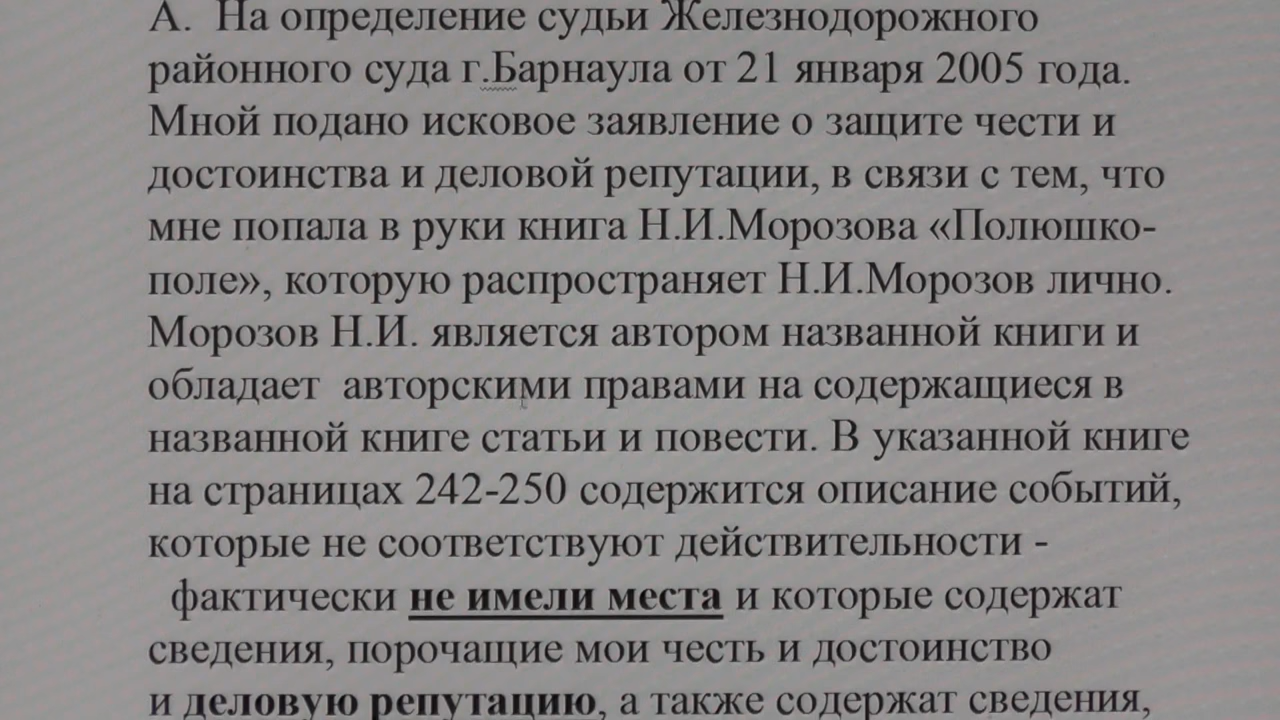 А.  На определение судьи Железнодорожного
районного суда г.Барнаула от 21 января 2005 года.
Мной подано исковое заявление о защите чести и
достоинства и деловой репутации, в связи с тем, что
мне попала в руки книга Н.И.Морозова «Полюшко-
поле», которую распространяет Н.И.Морозов лично.
Морозов Н.И. является автором названной книги и
обладает  авторскими правами на содержащиеся в
названной книге статьи и повести. В указанной книге
на страницах 242-250 содержится описание событий,
которые не соответствуют действительности -
фактически не имели места и которые содержат
сведения, порочащие мои честь и достоинство
и деловую репутацию, а также содержат сведения,